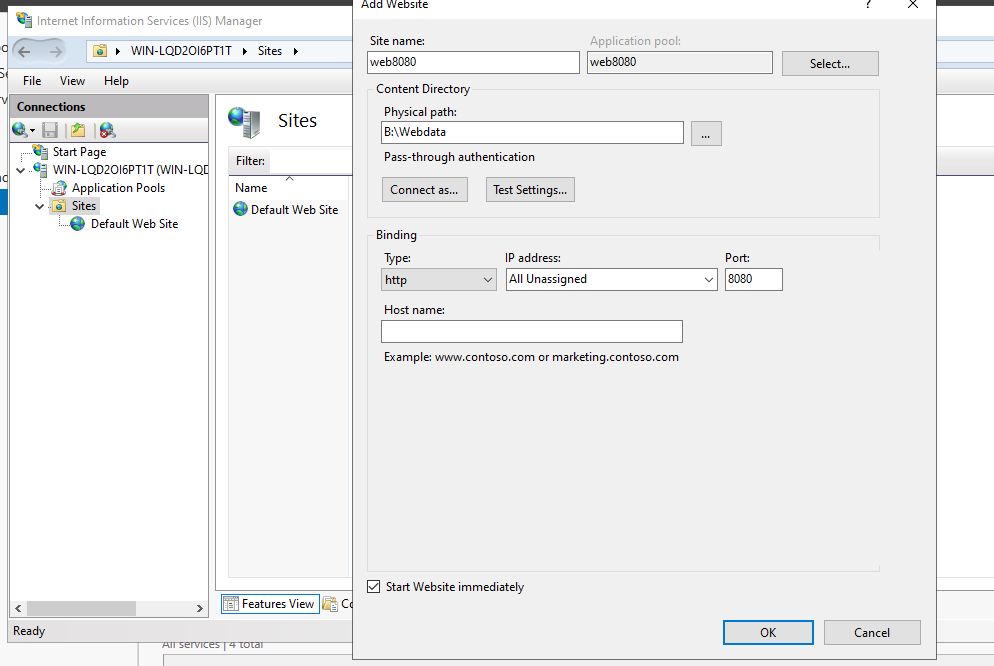 Internet Information Services (IIS) Manager
WIN-LQD2OI6PT1T
Sites
File
View
Help
Connections
Start Page
WIN-LQD2OI6PT1T (WIN-LQD
Application Pools
Sites
Default Web Site
Ready
Sites
Filter:
Name
Default Web Site
Features View
All services | 4 total
Add Website
?
Site name:
Application pool:
web8080
web8080
Select...
Content Directory
Physical path:
B:\Webdata
...
Pass-through authentication
Connect as...
Test Settings...
Binding
Type:
IP address:
Port:
http
All Unassigned
8080
Host name:
Example: www.contoso.com or marketing.contoso.com
Start Website immediately
OK
Cancel